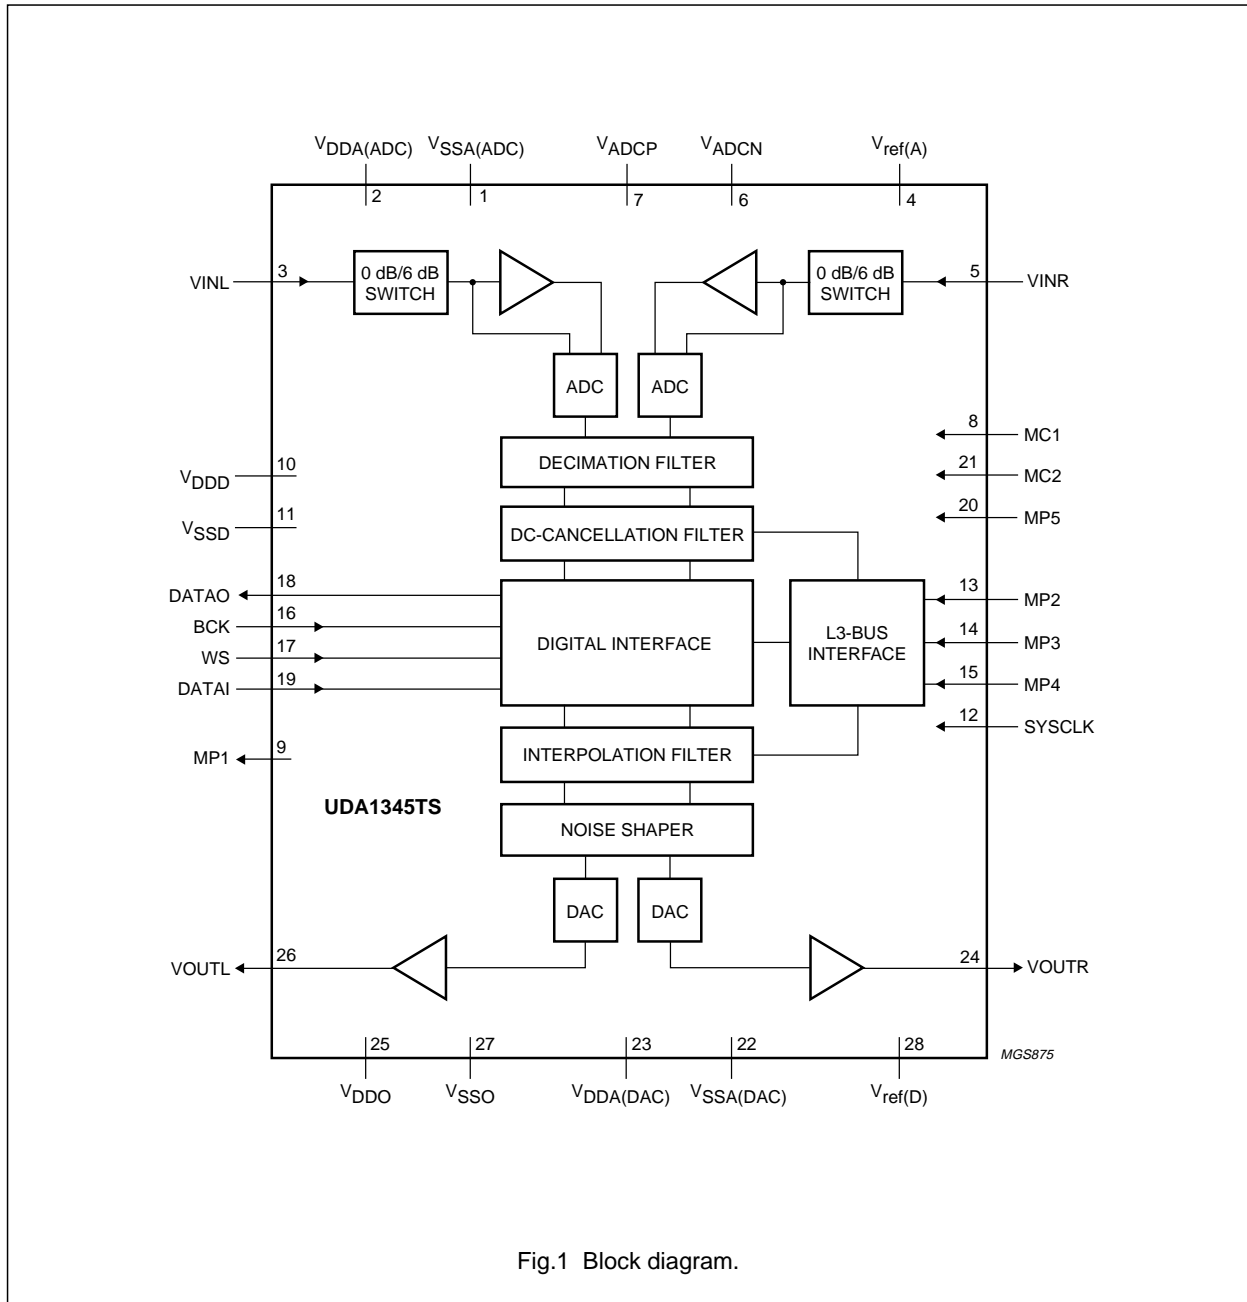 VDDA(ADC) VSSA(ADC) VADCP VADCN Vref(A)
2 1 7 6 4
VINL 3 0 dB/6 dB SWITCH 0 dB/6 dB SWITCH 5 VINR
ADC ADC
8 MC1
DECIMATION FILTER
10 VDDD
21 MC2
11 VSSD
20 MP5
DC-CANCELLATION FILTER
DATAO 18
13 MP2
BCK 16
DIGITAL INTERFACE
L3-BUS INTERFACE
14 MP3
WS 17
15 MP4
DATAI 19
12 SYSCLK
MP1 9
INTERPOLATION FILTER
UDA1345TS
NOISE SHAPER
DAC DAC
VOUTL 26 24 VOUTR
25 27 23 22 28
MGS875
VDDO VSSO VDDA(DAC) VSSA(DAC) Vref(D)
Fig.1 Block diagram.